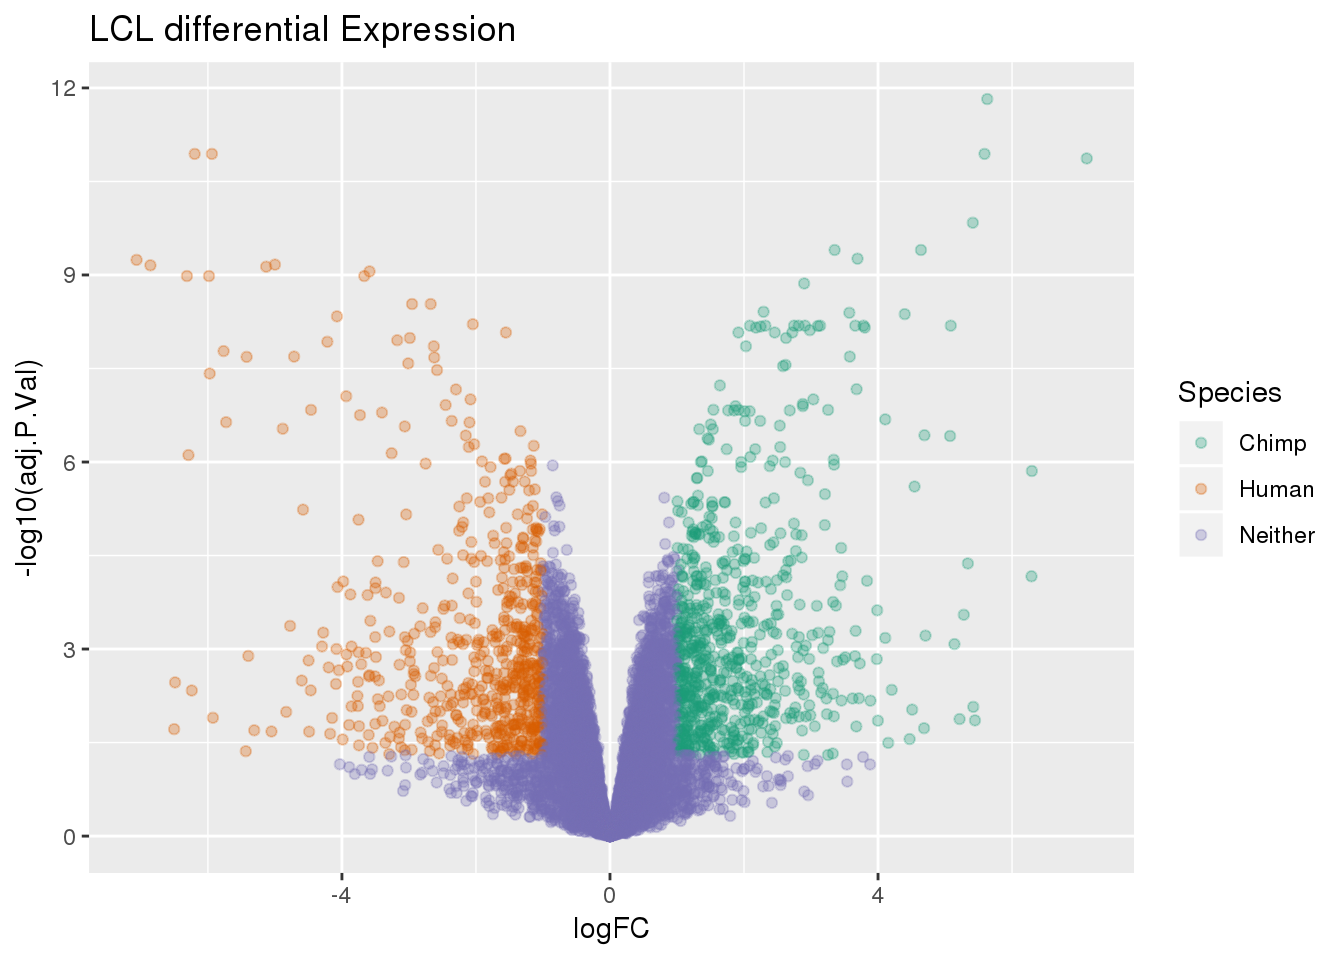 LCL differential Expression
12
9
6
3
0
-log10(adj.P.Val)
-4
0
4
logFC
Species
Chimp
Human
Neither